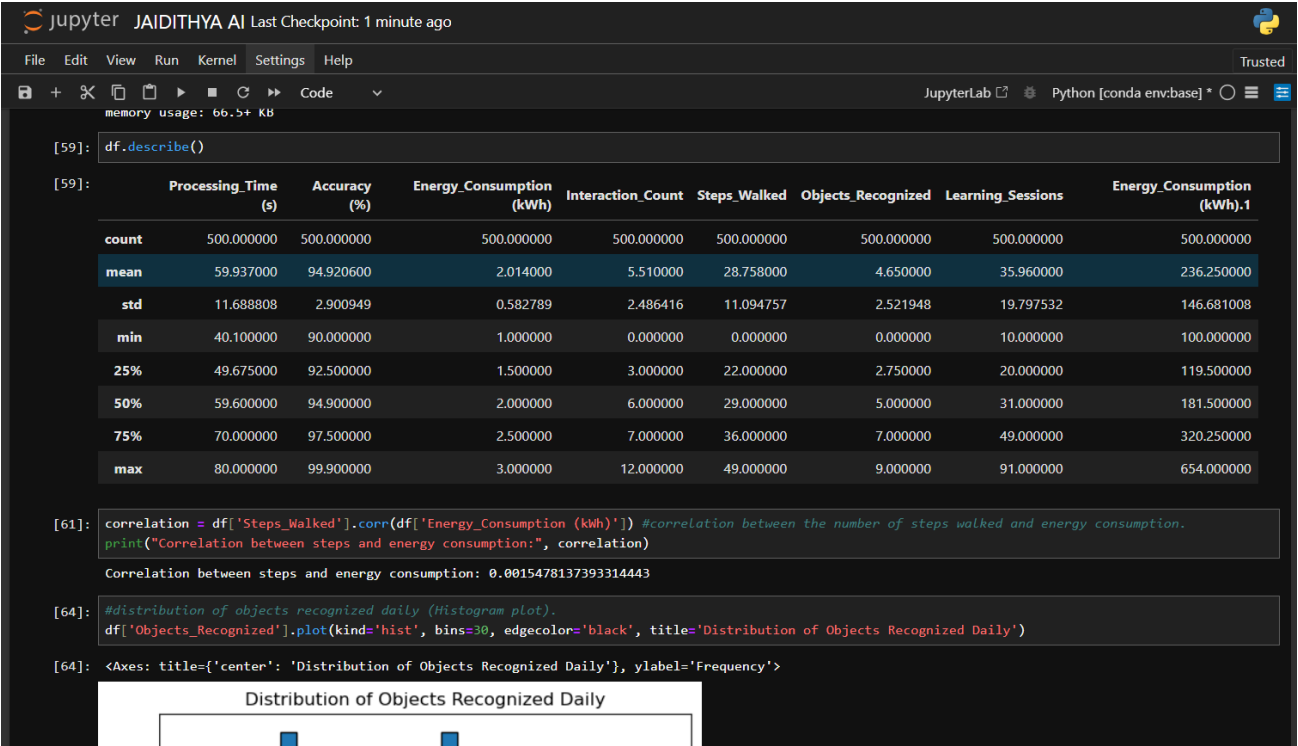 jupyter JAIDITHYA AI Last Checkpoint: 1 minute ago
File Edit View Run Kernel Settings Help Trusted
Code JupyterLab Python [conda env:base] *
memory usage: 66.5+ KB
[59]: df.describe()
[59]: Processing_Time (s) Accuracy (%) Energy_Consumption (kWh) Interaction_Count Steps_Walked Objects_Recognized Learning_Sessions Energy_Consumption (kWh).1
count 500.000000 500.000000 500.000000 500.000000 500.000000 500.000000 500.000000 500.000000
mean 59.937000 94.920600 2.014000 5.510000 28.758000 4.650000 35.960000 236.250000
std 11.688808 2.900949 0.582789 2.486416 11.094757 2.521948 19.797532 146.681008
min 40.100000 90.000000 1.000000 0.000000 0.000000 0.000000 10.000000 100.000000
25% 49.675000 92.500000 1.500000 3.000000 22.000000 2.750000 20.000000 119.500000
50% 59.600000 94.900000 2.000000 6.000000 29.000000 5.000000 31.000000 181.500000
75% 70.000000 97.500000 2.500000 7.000000 36.000000 7.000000 49.000000 320.250000
max 80.000000 99.900000 3.000000 12.000000 49.000000 9.000000 91.000000 654.000000
[61]: correlation = df['Steps_Walked'].corr(df['Energy_Consumption (kWh)']) #correlation between the number of steps walked and energy consumption.
print("Correlation between steps and energy consumption:", correlation)
Correlation between steps and energy consumption: 0.0015478137393314443
[64]: #distribution of objects recognized daily (Histogram plot).
df['Objects_Recognized'].plot(kind='hist', bins=30, edgecolor='black', title='Distribution of Objects Recognized Daily')
[64]: <Axes: title={'center': 'Distribution of Objects Recognized Daily'}, ylabel='Frequency'>
Distribution of Objects Recognized Daily